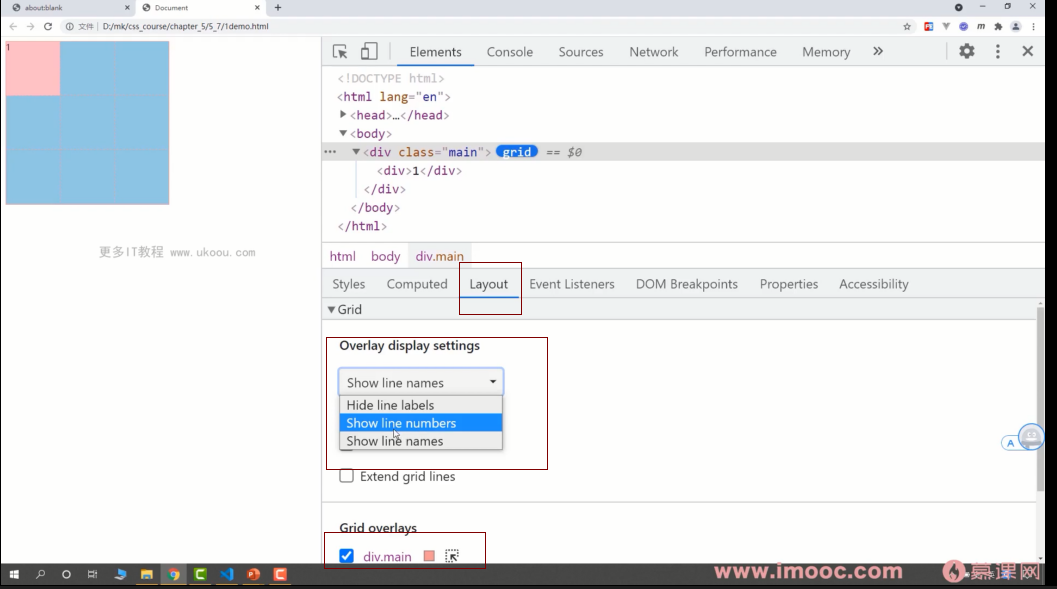 about:blank
Document
文件 | D:/mk/css_course/chapter_5/5_7/1demo.html
1
更多IT教程 www.ukoou.com
Elements Console Sources Network Performance Memory
<!DOCTYPE html>
<html lang="en">
<head>…</head>
<body>
<div class="main"> grid == $0
<div>1</div>
</div>
</body>
</html>
html body div.main
Styles Computed Layout Event Listeners DOM Breakpoints Properties Accessibility
Grid
Overlay display settings
Show line names
Hide line labels
Show line numbers
Show line names
Extend grid lines
Grid overlays
div.main
A
www.imooc.com 慕课网